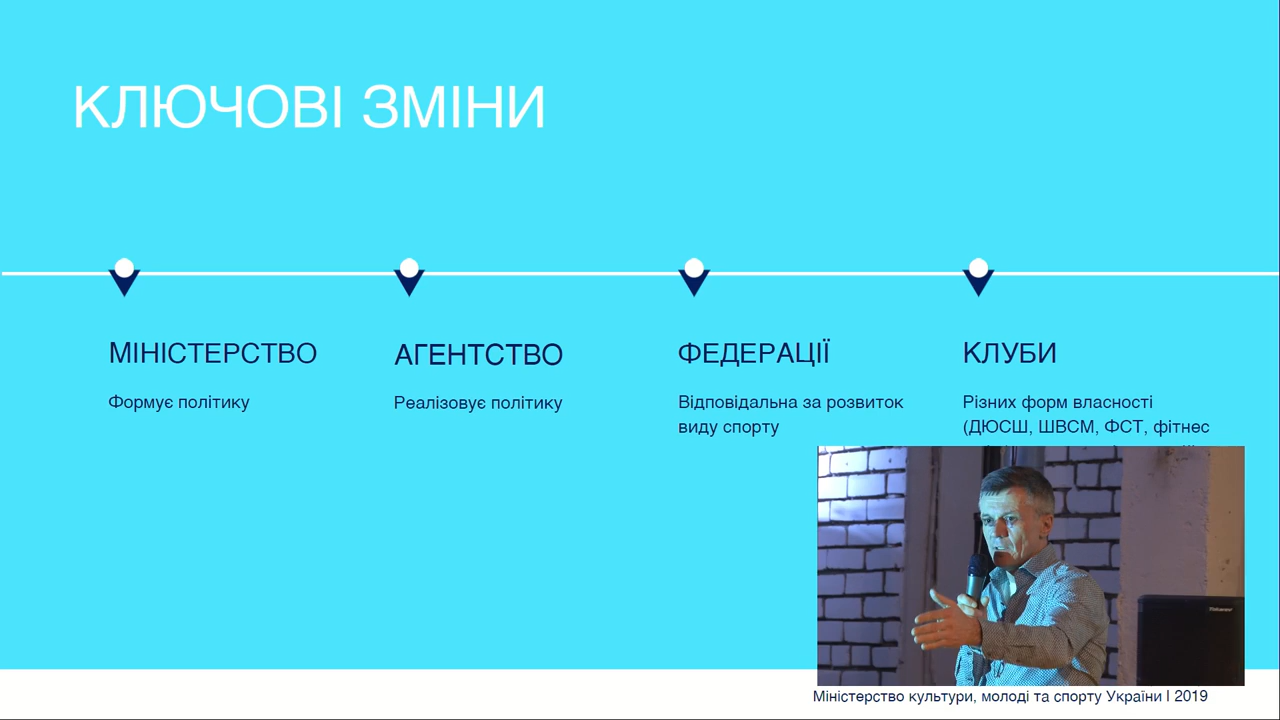 КЛЮЧОВІ ЗМІНИ
МІНІСТЕРСТВО
Формує політику
АГЕНТСТВО
Реалізовує політику
ФЕДЕРАЦІЇ
Відповідальна за розвиток
виду спорту
КЛУБИ
Різних форм власності
(ДЮСШ, ШВСМ, ФСТ, фітнес
Міністерство культури, молоді та спорту України | 2019